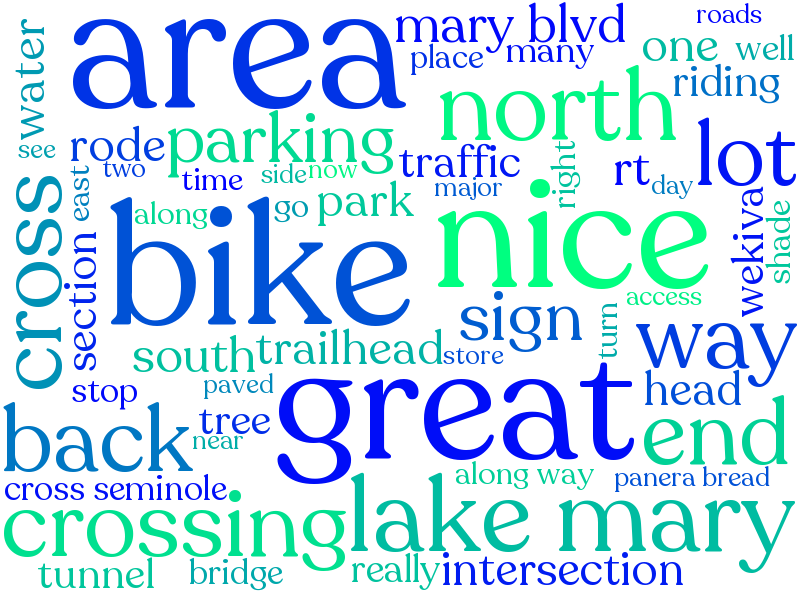 area
mary blvd
roads
place
many
one
well
water
see
rode
parking
north
riding
two
time
side
now
traffic
major
right
rt
day
lot
cross
east
along
go
park
bike
nice
wekiva
shade
section
south
trailhead
store
sign
turn
access
way
stop
paved
head
back
tree
near
great
end
cross seminole
along way
panera bread
crossing
lake mary
tunnel
bridge
really
intersection